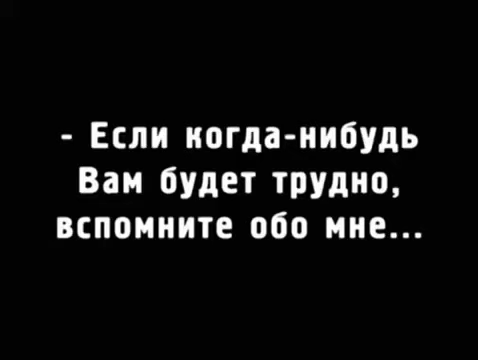 - Если когда-нибудь
Вам будет трудно,
вспомните обо мне...